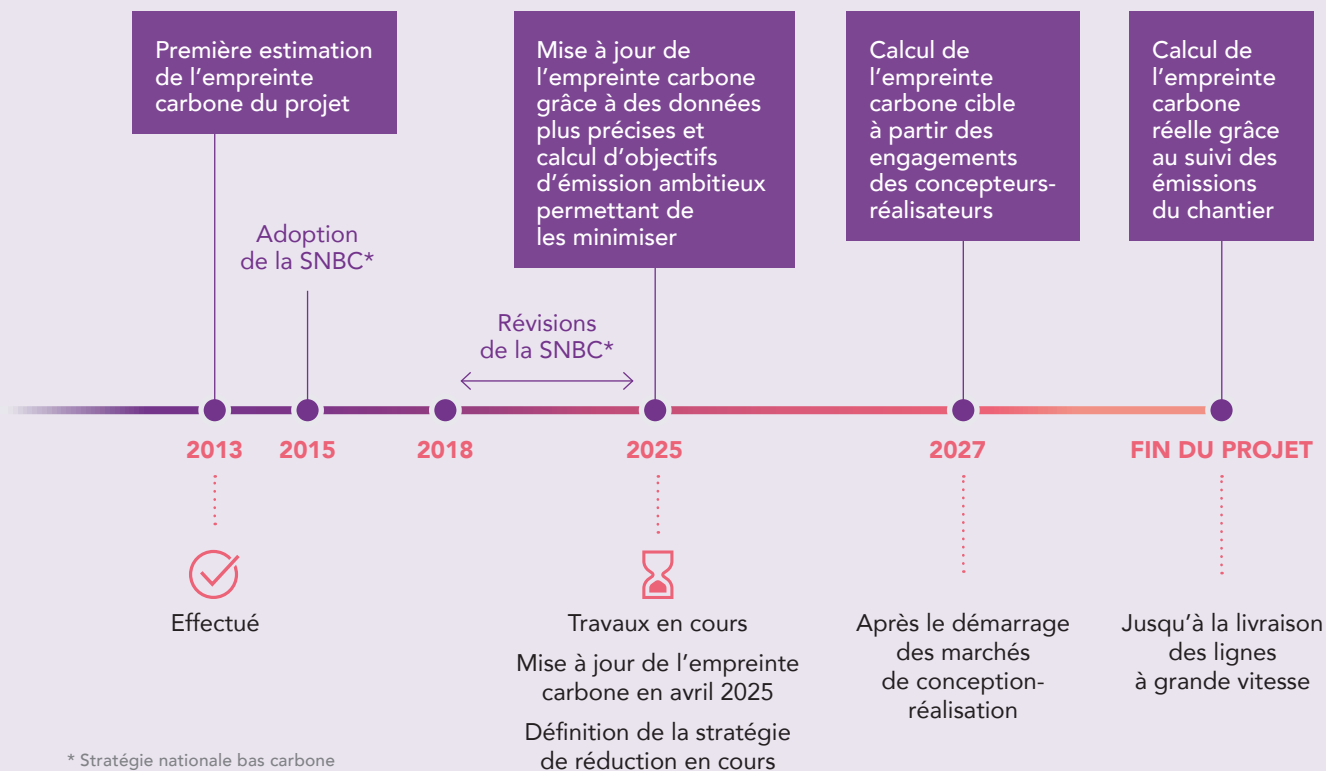 Première estimation
de l’empreinte
carbone du projet
Adoption
de la SNBC*
Révisions
de la SNBC*
Mise à jour de
l’empreinte carbone
grâce à des données
plus précises et
calcul d’objectifs
d’émission ambitieux
permettant de
les minimiser
Calcul de
l’empreinte
carbone cible
à partir des
engagements
des concepteurs-
réalisateurs
Calcul de
l’empreinte
carbone
réelle grâce
au suivi des
émissions
du chantier
2013
2015
2018
2025
2027
FIN DU PROJET
Effectué
Travaux en cours
Mise à jour de l’empreinte
carbone en avril 2025
Définition de la stratégie
de réduction en cours
Après le démarrage
des marchés
de conception-
réalisation
Jusqu’à la livraison
des lignes
à grande vitesse
* Stratégie nationale bas carbone